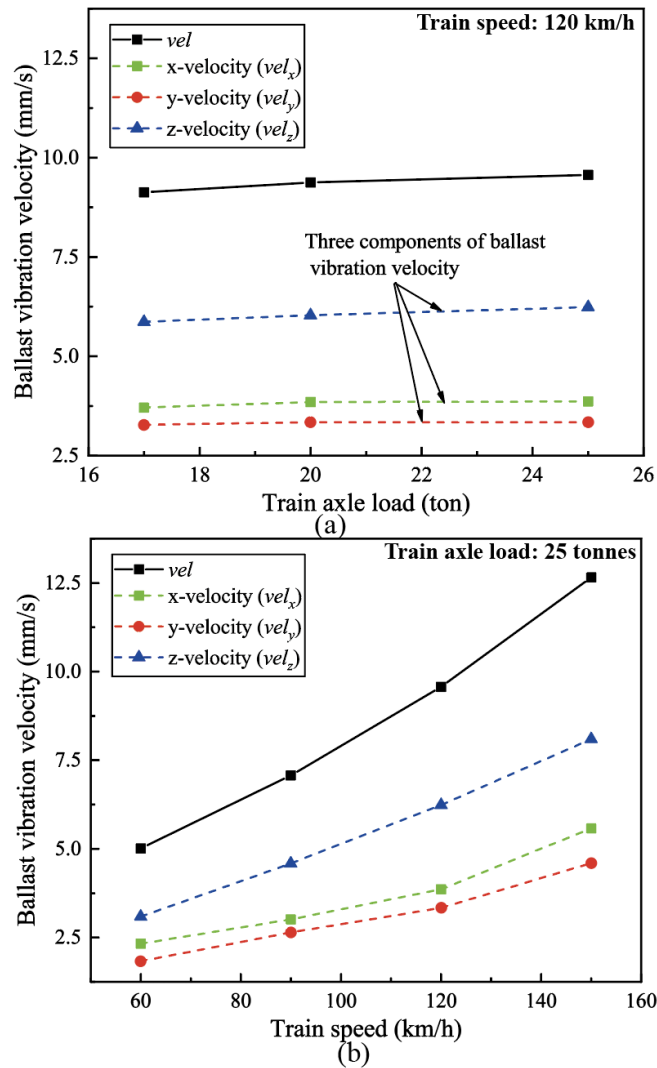 Train speed: 120 km/h
vel
x-velocity (velx)
y-velocity (vely)
z-velocity (velz)
Three components of ballast
vibration velocity
Ballast vibration velocity (mm/s)
12.5
10.0
7.5
5.0
2.5
16 18 20 22 24 26
Train axle load (ton)
(a)
Train axle load: 25 tonnes
vel
x-velocity (velx)
y-velocity (vely)
z-velocity (velz)
Ballast vibration velocity (mm/s)
12.5
10.0
7.5
5.0
2.5
60 80 100 120 140 160
Train speed (km/h)
(b)